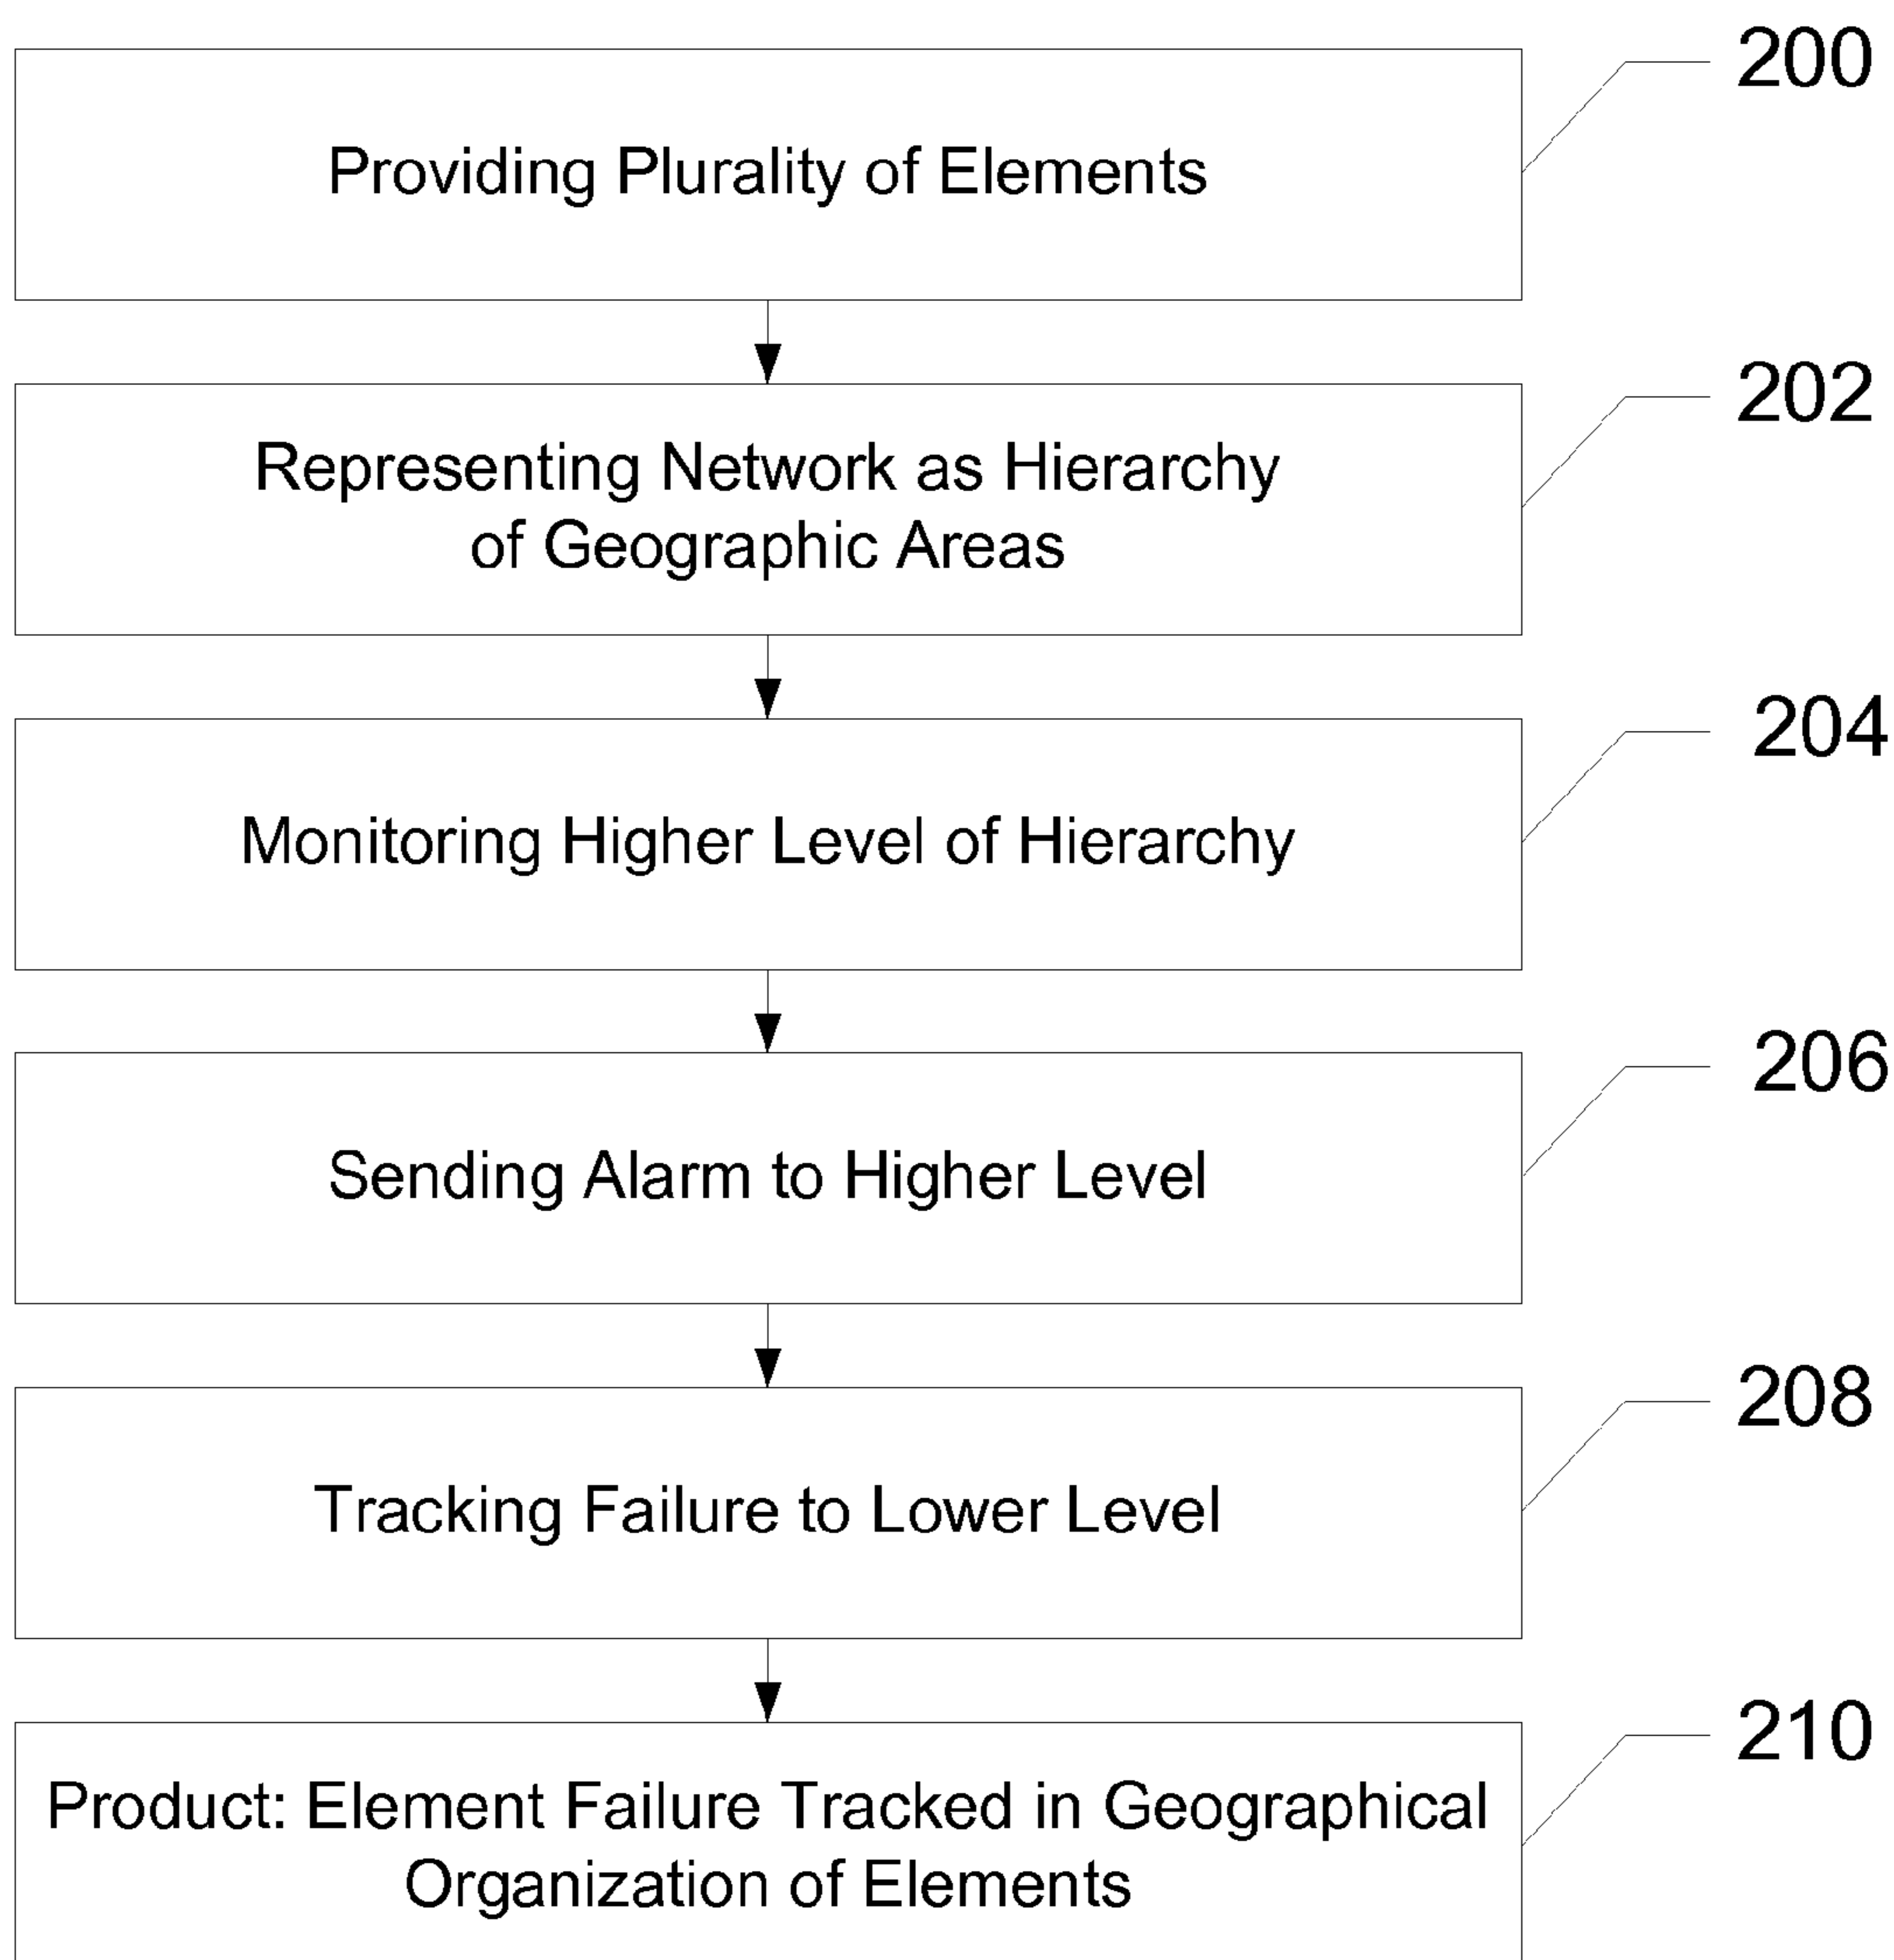 200
Providing Plurality of Elements
202
Representing Network as Hierarchy
of Geographic Areas
204
Monitoring Higher Level of Hierarchy
206
Sending Alarm to Higher Level
208
Tracking Failure to Lower Level
210
Product: Element Failure Tracked in Geographical
Organization of Elements